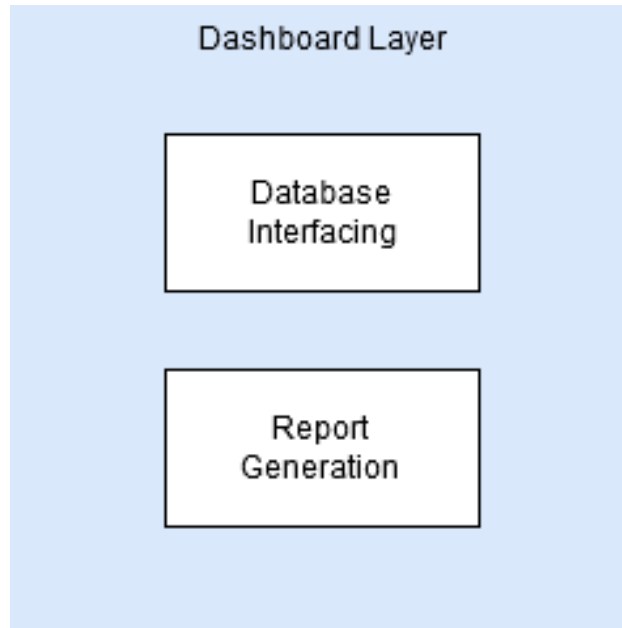 Dashboard Layer
Database
Interfacing
Report
Generation